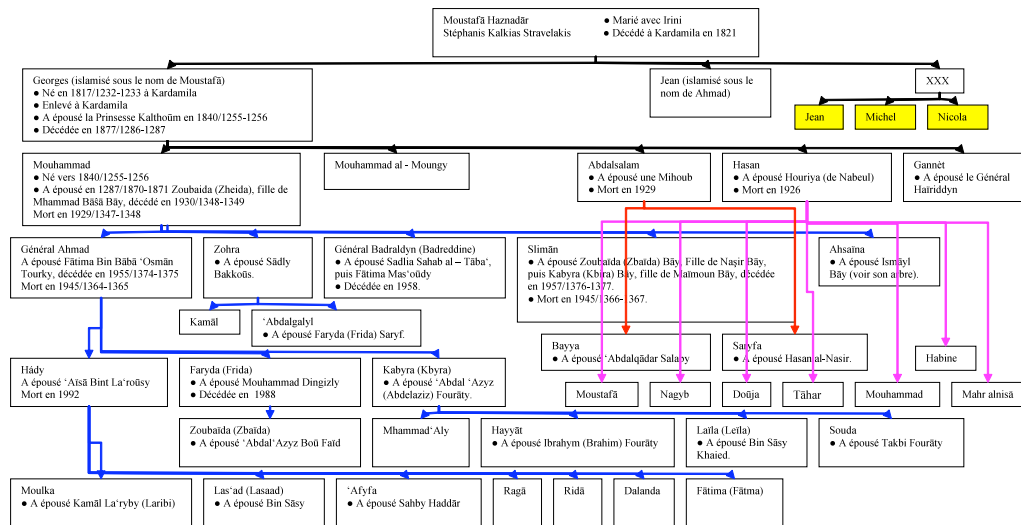 Moustafā Haznadār ● Marié avec Irini
Stéphanis Kalkias Stravelakis ● Décédé à Kardamila en 1821
Georges (islamisé sous le nom de Moustafā)
● Né en 1817/1232-1233 à Kardamila
● Enlevé à Kardamila
● A épousé la Prinsesse Kalthoūm en 1840/1255-1256
● Décédée en 1877/1286-1287
Jean (islamisé sous le
nom de Ahmad)
XXX
Jean
Michel
Nicola
Mouhammad
● Né vers 1840/1255-1256
● A épousé en 1287/1870-1871 Zoubaida (Zheida), fille de
Mhammad Bāšā Bāy, décédé en 1930/1348-1349
Mort en 1929/1347-1348
Mouhammad al - Moungy
Abdalsalam
● A épousé une Mihoub
● Mort en 1929
Hasan
● A épousé Houriya (de Nabeul)
● Mort en 1926
Gannèt
● A épousé le Général
Haïriddyn
Général Ahmad
A épousé Fātima Bin Bābā ‘Osmān
Tourky, décédée en 1955/1374-1375
Mort en 1945/1364-1365
Zohra
● A épousé Sādly
Bakkoūs.
Général Badraldyn (Badreddine)
● A épousé Sadlia Sahab al – Tāba‘,
puis Fātima Mas‘oūdy
● Décédée en 1958.
Slimān
● A épousé Zoubaïda (Zbaïda) Bāy, Fille de Naşir Bāy,
puis Kabyra (Kbira) Bāy, fille de Maïmoun Bāy, décédée
en 1957/1376-1377.
● Mort en 1945/1366-1367.
Ahsaïna
● A épousé Ismāyl
Bāy (voir son arbre).
Kamāl
‘Abdalgalyl
● A épousé Faryda (Frida) Saryf.
Bayya
● A épousé ‘Abdalqādar Salaby
Saryfa
● A épousé Hasan al-Nasir.
Habine
Hády
A épousé ‘Aïsā Bint La‘roūsy
Mort en 1992
Faryda (Frida)
● A épousé Mouhammad Dingizly
● Décédée en 1988
Kabyra (Kbyra)
● A épousé ‘Abdal ‘Azyz
(Abdelaziz) Fourāty.
Moustafā
Nagyb
Doūja
Tāhar
Mouhammad
Mahr alnisā
Zoubaïda (Zbaïda)
● A épousé ‘Abdal‘Azyz Boū Faïd
Mhammad‘Aly
Hayyāt
● A épousé Ibrahym (Brahim) Fourāty
Laïla (Leïla)
● A épousé Bin Sāsy
Khaied.
Souda
● A épousé Takbi Fourāty
Moulka
● A épousé Kamāl La‘ryby (Laribi)
Las‘ad (Lasaad)
● A épousé Bin Sāsy
‘Afyfa
● A épousé Sahby Haddār
Ragā
Ridā
Dalanda
Fātima (Fātma)